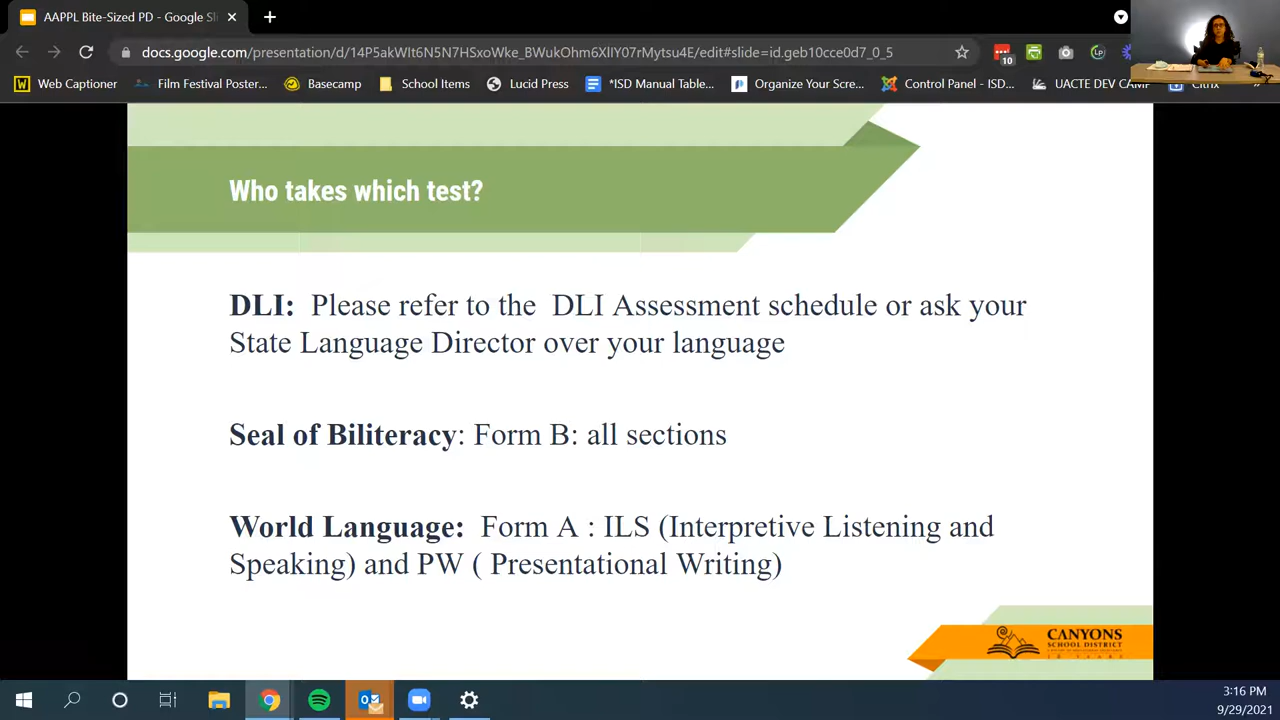 AAPPL Bite-Sized PD - Google Sl
docs.google.com/presentation/d/14P5akWIt6N5N7HSxoWke_BWukOhm6XlIY07rMytsu4E/edit#slide=id.geb10cce0d7_0_5
10
Web Captioner
Film Festival Poster...
Basecamp
School Items
Lucid Press
*ISD Manual Table...
Organize Your Scre...
Control Panel - ISD...
UACTE DEV CAMP
Citrix
Who takes which test?
DLI: Please refer to the DLI Assessment schedule or ask your
State Language Director over your language
Seal of Biliteracy: Form B: all sections
World Language: Form A : ILS (Interpretive Listening and
Speaking) and PW ( Presentational Writing)
CANYONS
SCHOOL DISTRICT
3:16 PM
9/29/2021